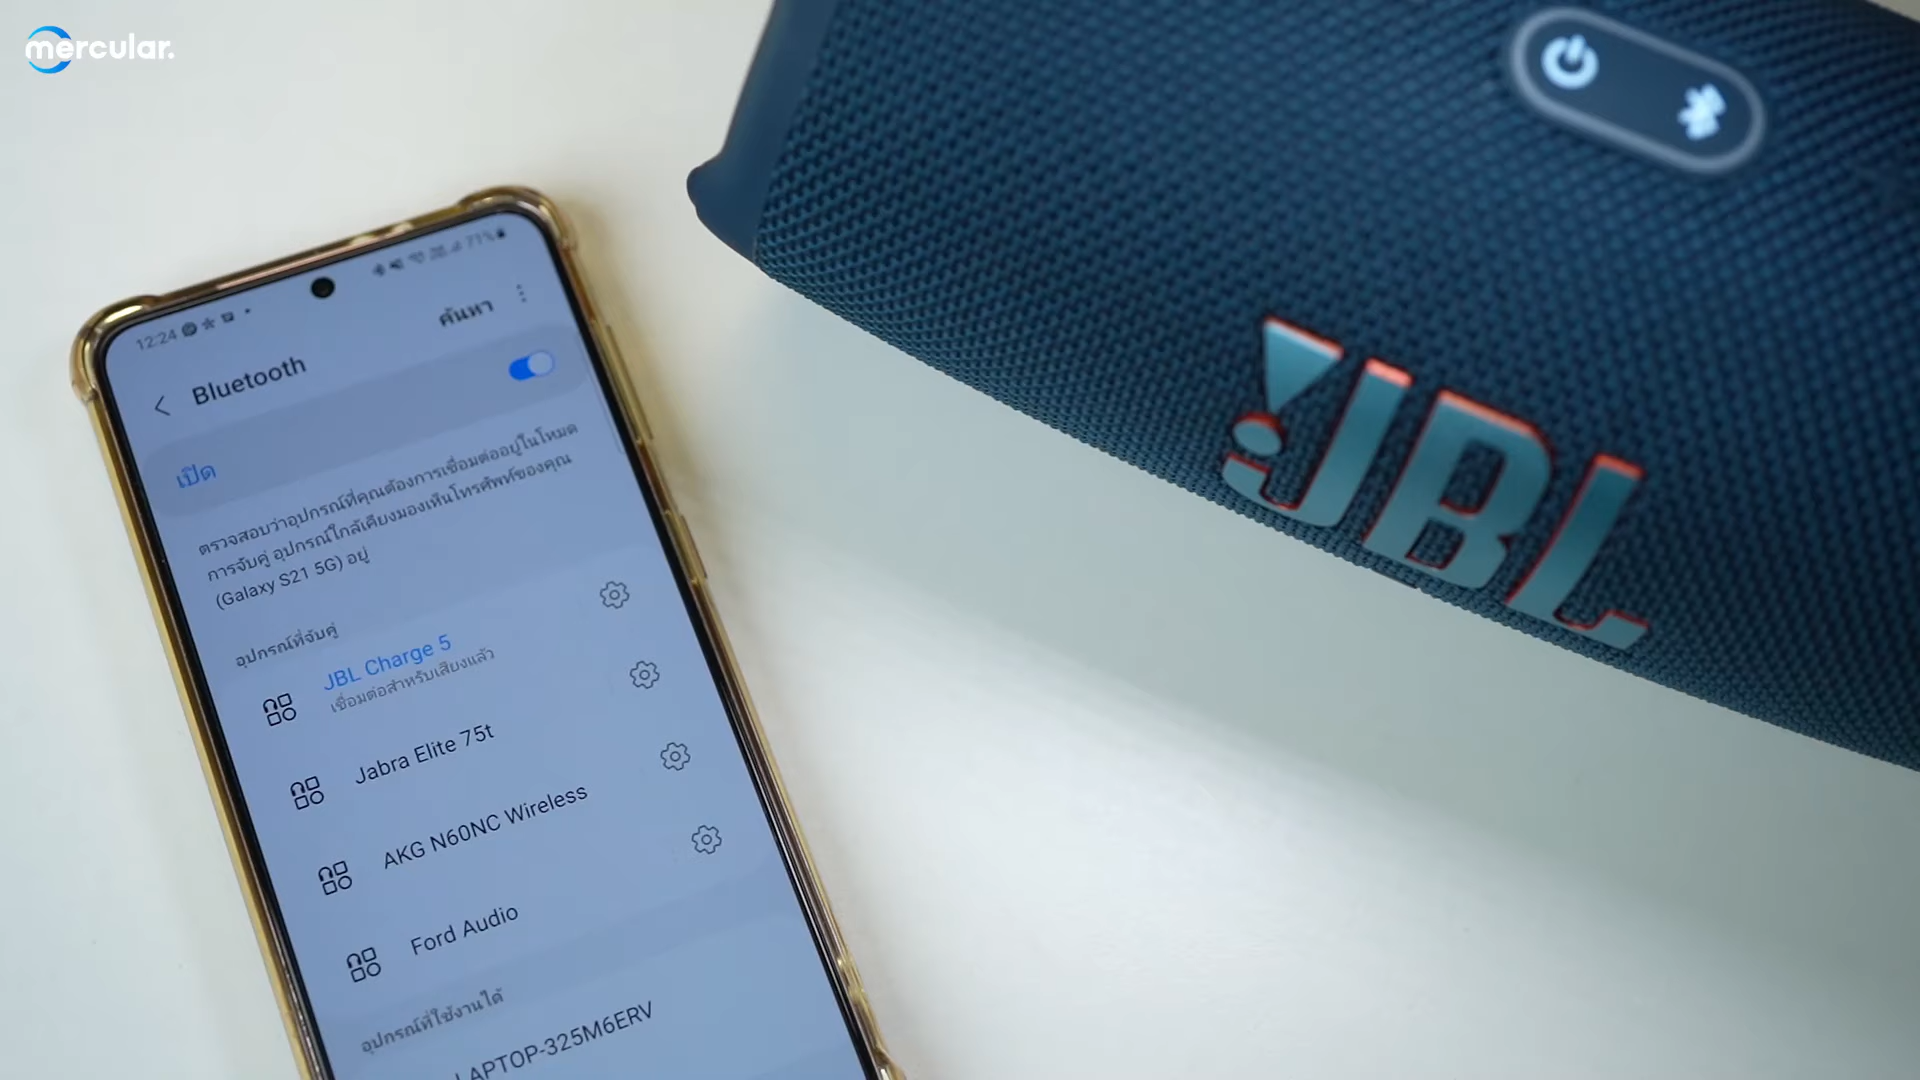 mercular.
12:24
71%
ค้นหา
Bluetooth
เปิด
ตรวจสอบว่าอุปกรณ์ที่คุณต้องการเชื่อมต่ออยู่ในโหมด
การจับคู่ อุปกรณ์ใกล้เคียงมองเห็นโทรศัพท์ของคุณ
(Galaxy S21 5G) อยู่
อุปกรณ์ที่จับคู่
JBL Charge 5
เชื่อมต่อสำหรับเสียงแล้ว
Jabra Elite 75t
AKG N60NC Wireless
Ford Audio
อุปกรณ์ที่ใช้งานได้
LAPTOP-325M6ERV
JBL